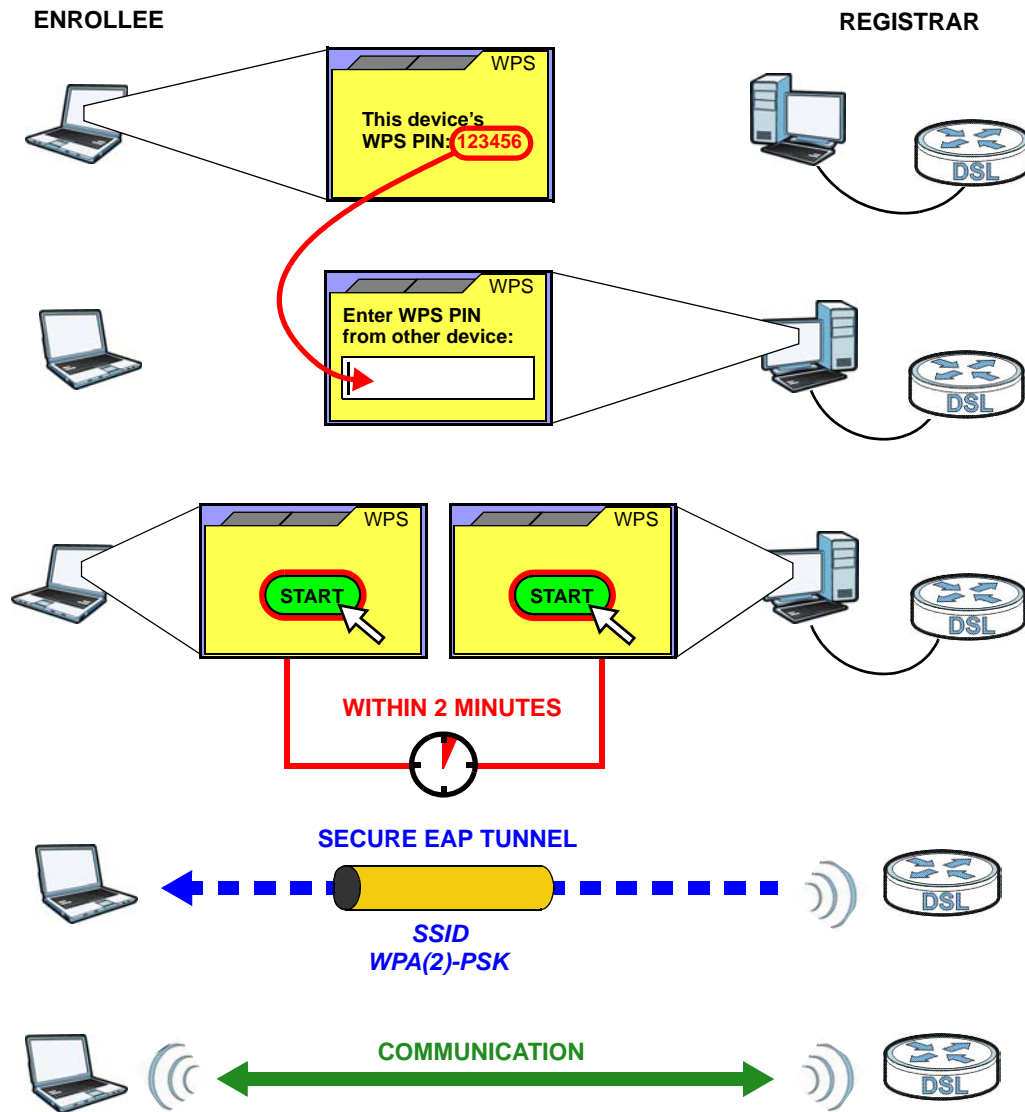 ENROLLEE
REGISTRAR
WPS
This device's
WPS PIN: 123456
DSL
WPS
Enter WPS PIN
from other device:
DSL
WPS
WPS
START
START
DSL
WITHIN 2 MINUTES
SECURE EAP TUNNEL
SSID
WPA(2)-PSK
DSL
COMMUNICATION
DSL